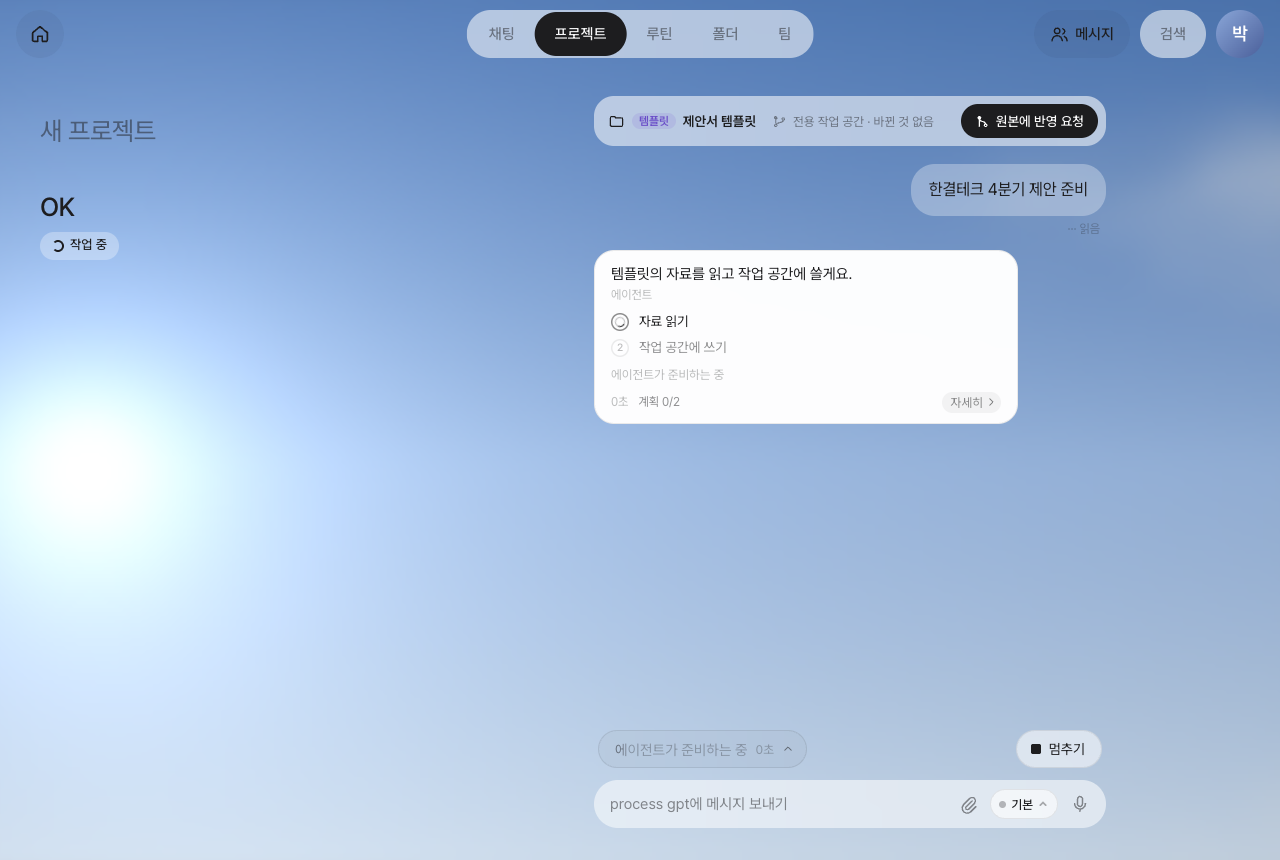 채팅
프로젝트
루틴
폴더
팀
메시지
검색
박
새 프로젝트
OK
작업 중
템플릿 제안서 템플릿 전용 작업 공간 · 바뀐 것 없음
원본에 반영 요청
한결테크 4분기 제안 준비
읽음
템플릿의 자료를 읽고 작업 공간에 쓸게요.
에이전트
자료 읽기
2 작업 공간에 쓰기
에이전트가 준비하는 중
0초 계획 0/2
자세히
에이전트가 준비하는 중 0초
멈추기
process gpt에 메시지 보내기
기본